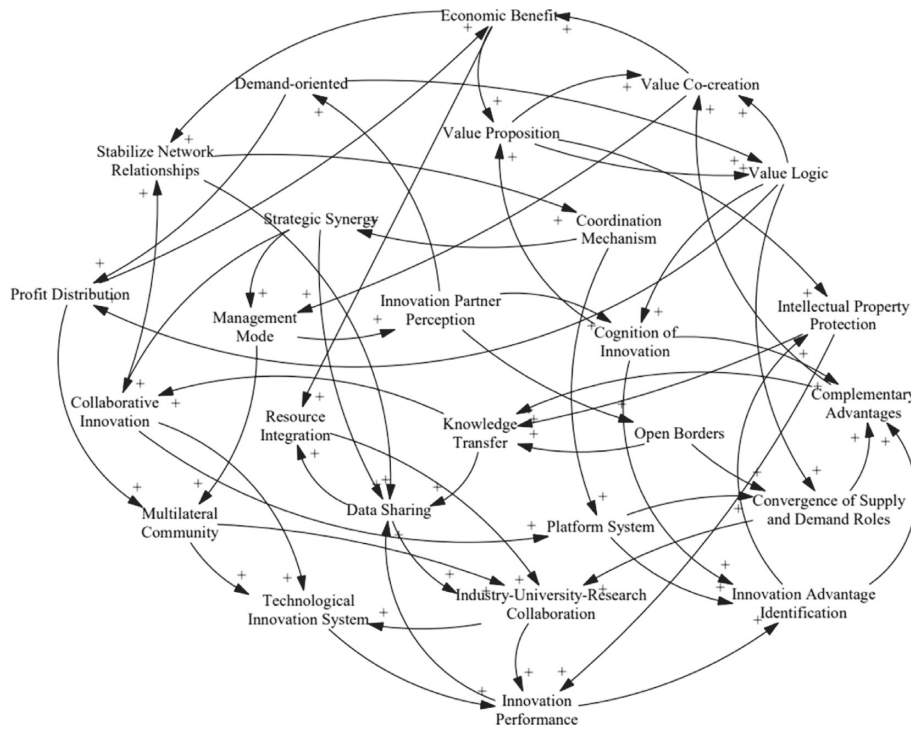 Economic Benefit
Demand-oriented
Value Co-creation
Value Proposition
Stabilize Network
Relationships
Value Logic
Strategic Synergy
Coordination
Mechanism
Profit Distribution
Management
Mode
Innovation Partner
Perception
Cognition of
Innovation
Intellectual Property
Protection
Collaborative
Innovation
Resource
Integration
Knowledge
Transfer
Open Borders
Complementary
Advantages
Multilateral
Community
Data Sharing
Platform System
Convergence of Supply
and Demand Roles
Technological
Innovation System
Industry-University-Research
Collaboration
Innovation Advantage
Identification
Innovation
Performance